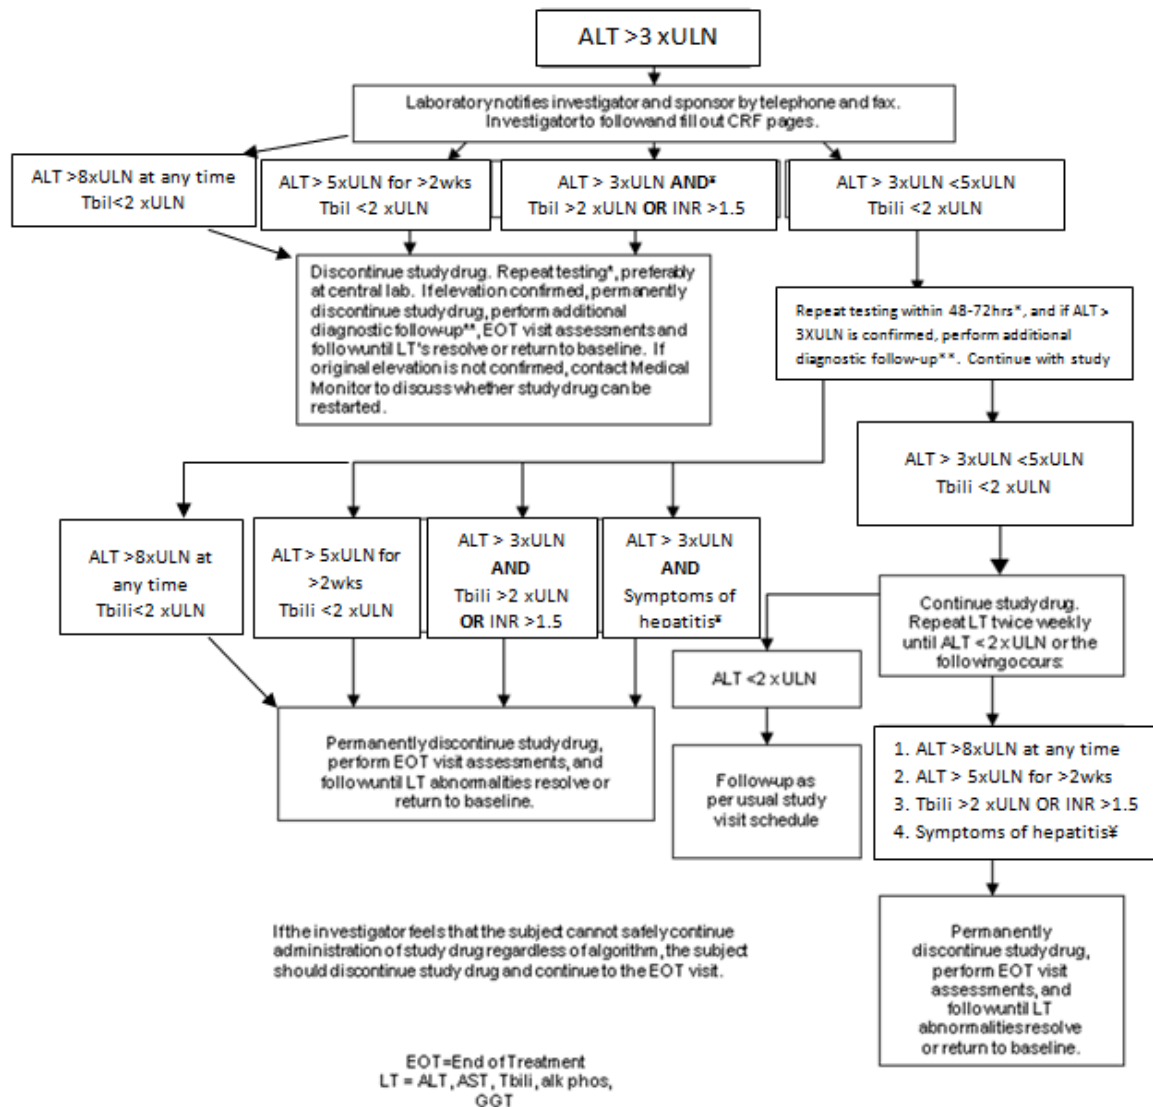 ALT >3 xULN
Laboratory notifies investigator and sponsor by telephone and fax.
Investigator to follow and fill out CRF pages.
ALT >8xULN at any time
Tbil<2 xULN
ALT > 5xULN for >2wks
Tbil <2 xULN
ALT > 3xULN AND¥
Tbil >2 xULN OR INR >1.5
ALT > 3xULN <5xULN
Tbili <2 xULN
Discontinue study drug. Repeat testing*, preferably
at central lab. If elevation confirmed, permanently
discontinue study drug, perform additional
diagnostic follow-up**, EOT visit assessments and
follow until LT's resolve or return to baseline. If
original elevation is not confirmed, contact Medical
Monitor to discuss whether study drug can be
restarted.
Repeat testing within 48-72hrs*, and if ALT >
3XULN is confirmed, perform additional
diagnostic follow-up**. Continue with study
ALT > 3xULN <5xULN
Tbili <2 xULN
ALT >8xULN at
any time
Tbili<2 xULN
ALT > 5xULN for
>2wks
Tbili <2 xULN
ALT > 3xULN
AND
Tbili >2 xULN
OR INR >1.5
ALT > 3xULN
AND
Symptoms of
hepatitis¥
Continue study drug.
Repeat LT twice weekly
until ALT < 2 x ULN or the
following occurs:
ALT <2 x ULN
Permanently discontinue study drug,
perform EOT visit assessments, and
follow until LT abnormalities resolve or
return to baseline.
Follow-up as
per usual study
visit schedule
1. ALT >8xULN at any time
2. ALT > 5xULN for >2wks
3. Tbili >2 xULN OR INR >1.5
4. Symptoms of hepatitis¥
Permanently
discontinue study drug,
perform EOT visit
assessments, and
follow until LT
abnormalities resolve
or return to baseline.
If the investigator feels that the subject cannot safely continue
administration of study drug regardless of algorithm, the subject
should discontinue study drug and continue to the EOT visit.
EOT=End of Treatment
LT = ALT, AST, Tbili, alk phos,
GGT